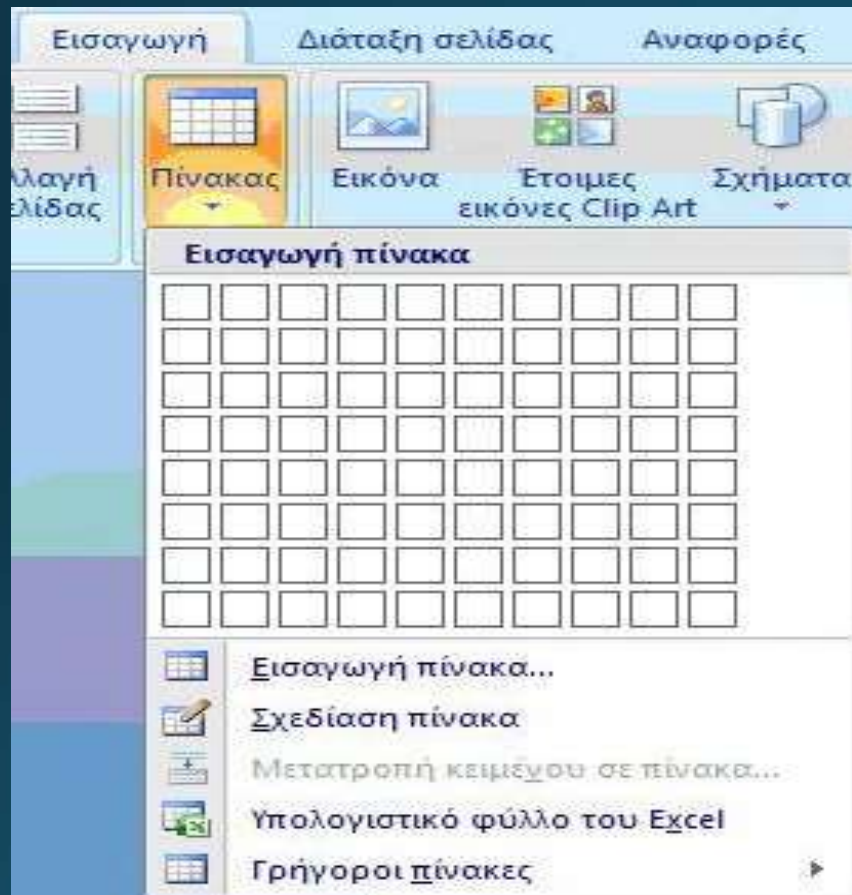 Εισαγωγή Διάταξη σελίδας Αναφορές
Πίνακας Εικόνα Έτοιμες εικόνες Clip Art Σχήματα
Εισαγωγή πίνακα
Εισαγωγή πίνακα...
Σχεδίαση πίνακα
Μετατροπή κειμένου σε πίνακα...
Υπολογιστικό φύλλο του Excel
Γρήγοροι πίνακες